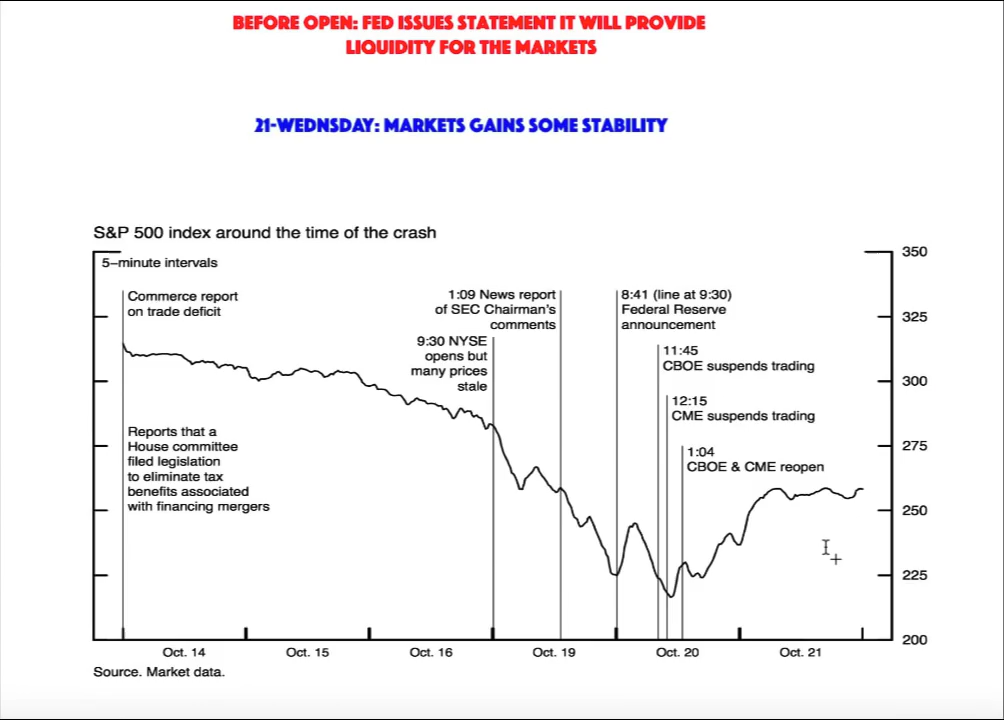 BEFORE OPEN: FED ISSUES STATEMENT IT WILL PROVIDE
LIQUIDITY FOR THE MARKETS
21-WEDNSDAY: MARKETS GAINS SOME STABILITY
S&P 500 index around the time of the crash
5–minute intervals
Commerce report
on trade deficit
Reports that a
House committee
filed legislation
to eliminate tax
benefits associated
with financing mergers
9:30 NYSE
opens but
many prices
stale
1:09 News report
of SEC Chairman's
comments
8:41 (line at 9:30)
Federal Reserve
announcement
11:45
CBOE suspends trading
12:15
CME suspends trading
1:04
CBOE & CME reopen
350
325
300
275
250
225
200
Oct. 14
Oct. 15
Oct. 16
Oct. 19
Oct. 20
Oct. 21
Source. Market data.